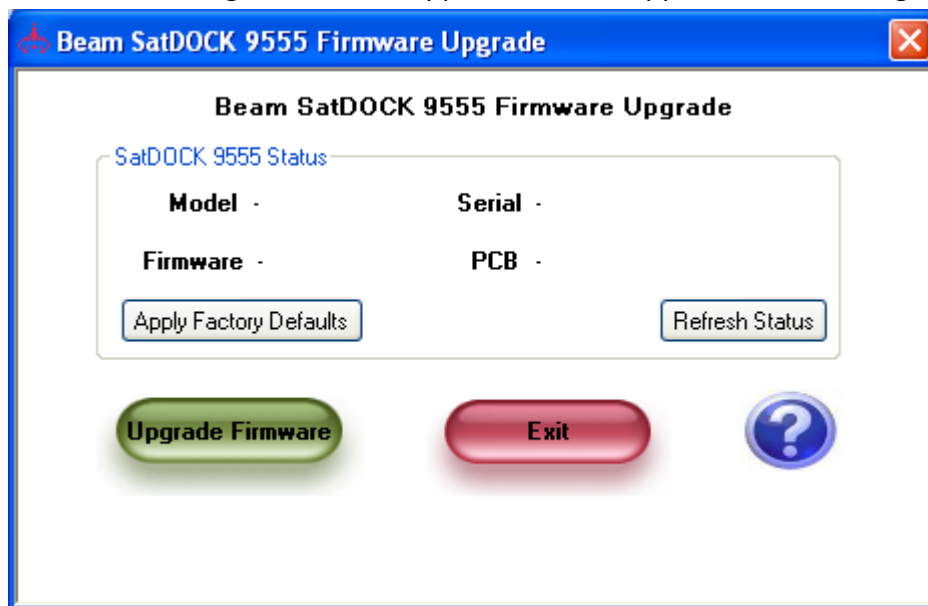 Beam SatDOCK 9555 Firmware Upgrade
Beam SatDOCK 9555 Firmware Upgrade
SatDOCK 9555 Status
Model - Serial -
Firmware - PCB -
Apply Factory Defaults Refresh Status
Upgrade Firmware Exit ?